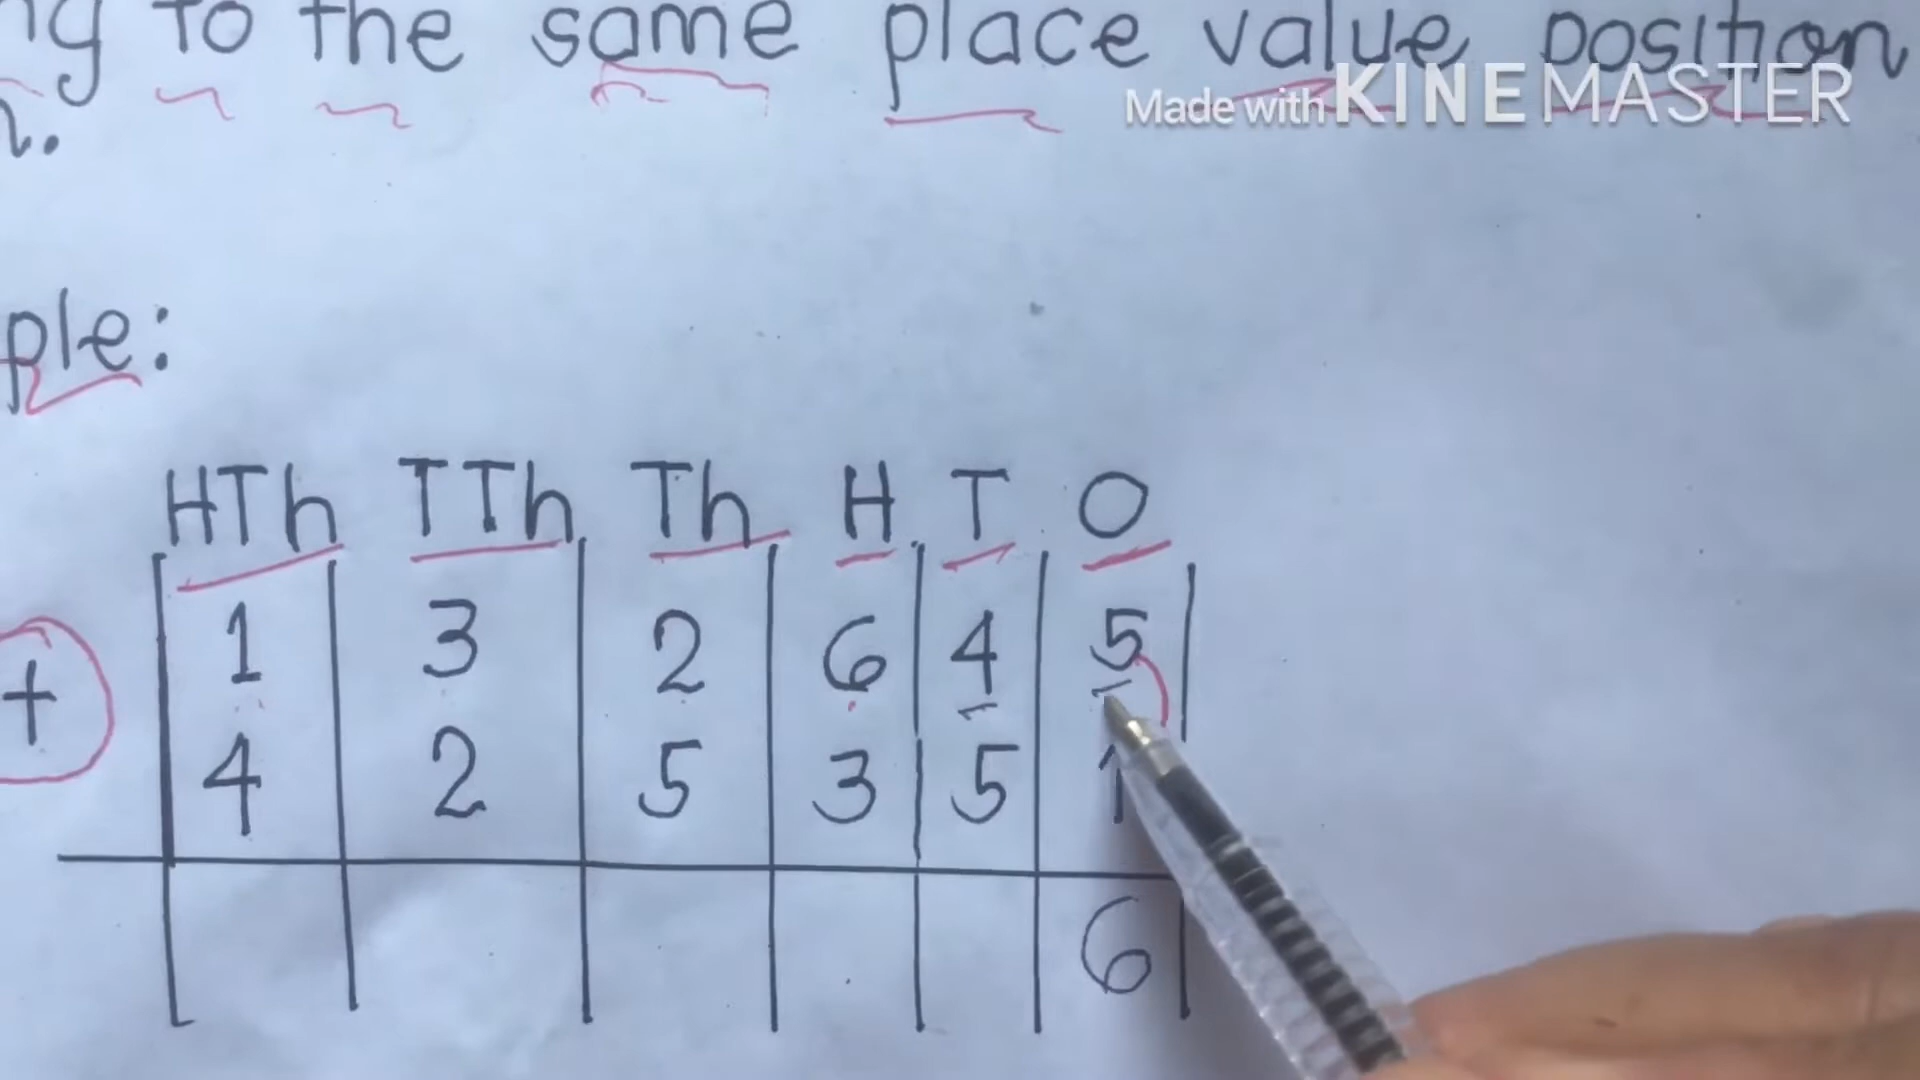 to the same place value position
Made with KINEMASTER
ple:
HTh TTh Th H T O
1 3 2 6 4 5
+ 4 2 5 3 5 1
6